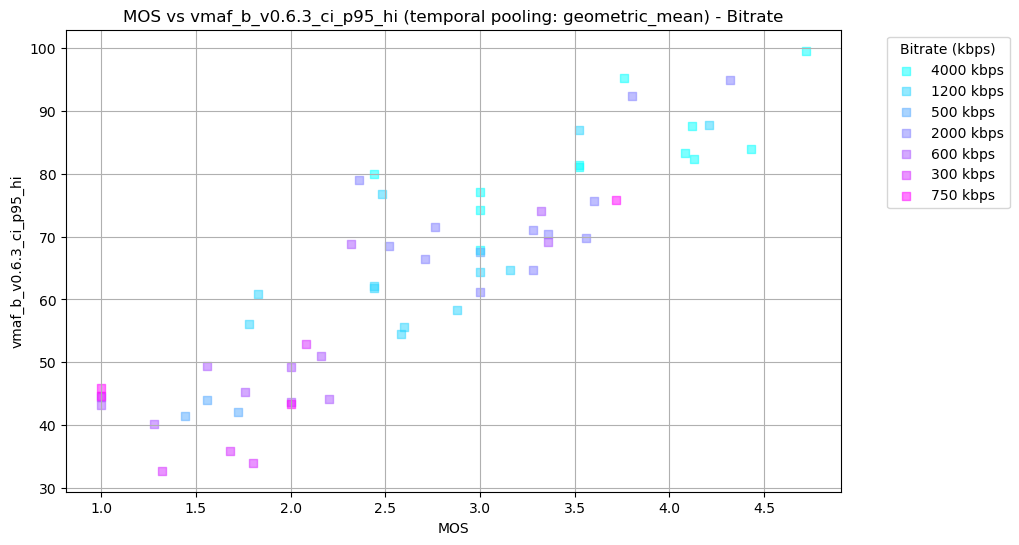 MOS vs vmaf_b_v0.6.3_ci_p95_hi (temporal pooling: geometric_mean) - Bitrate
vmaf_b_v0.6.3_ci_p95_hi
100
90
80
70
60
50
40
30
1.0
1.5
2.0
2.5
3.0
3.5
4.0
4.5
MOS
Bitrate (kbps)
4000 kbps
1200 kbps
500 kbps
2000 kbps
600 kbps
300 kbps
750 kbps